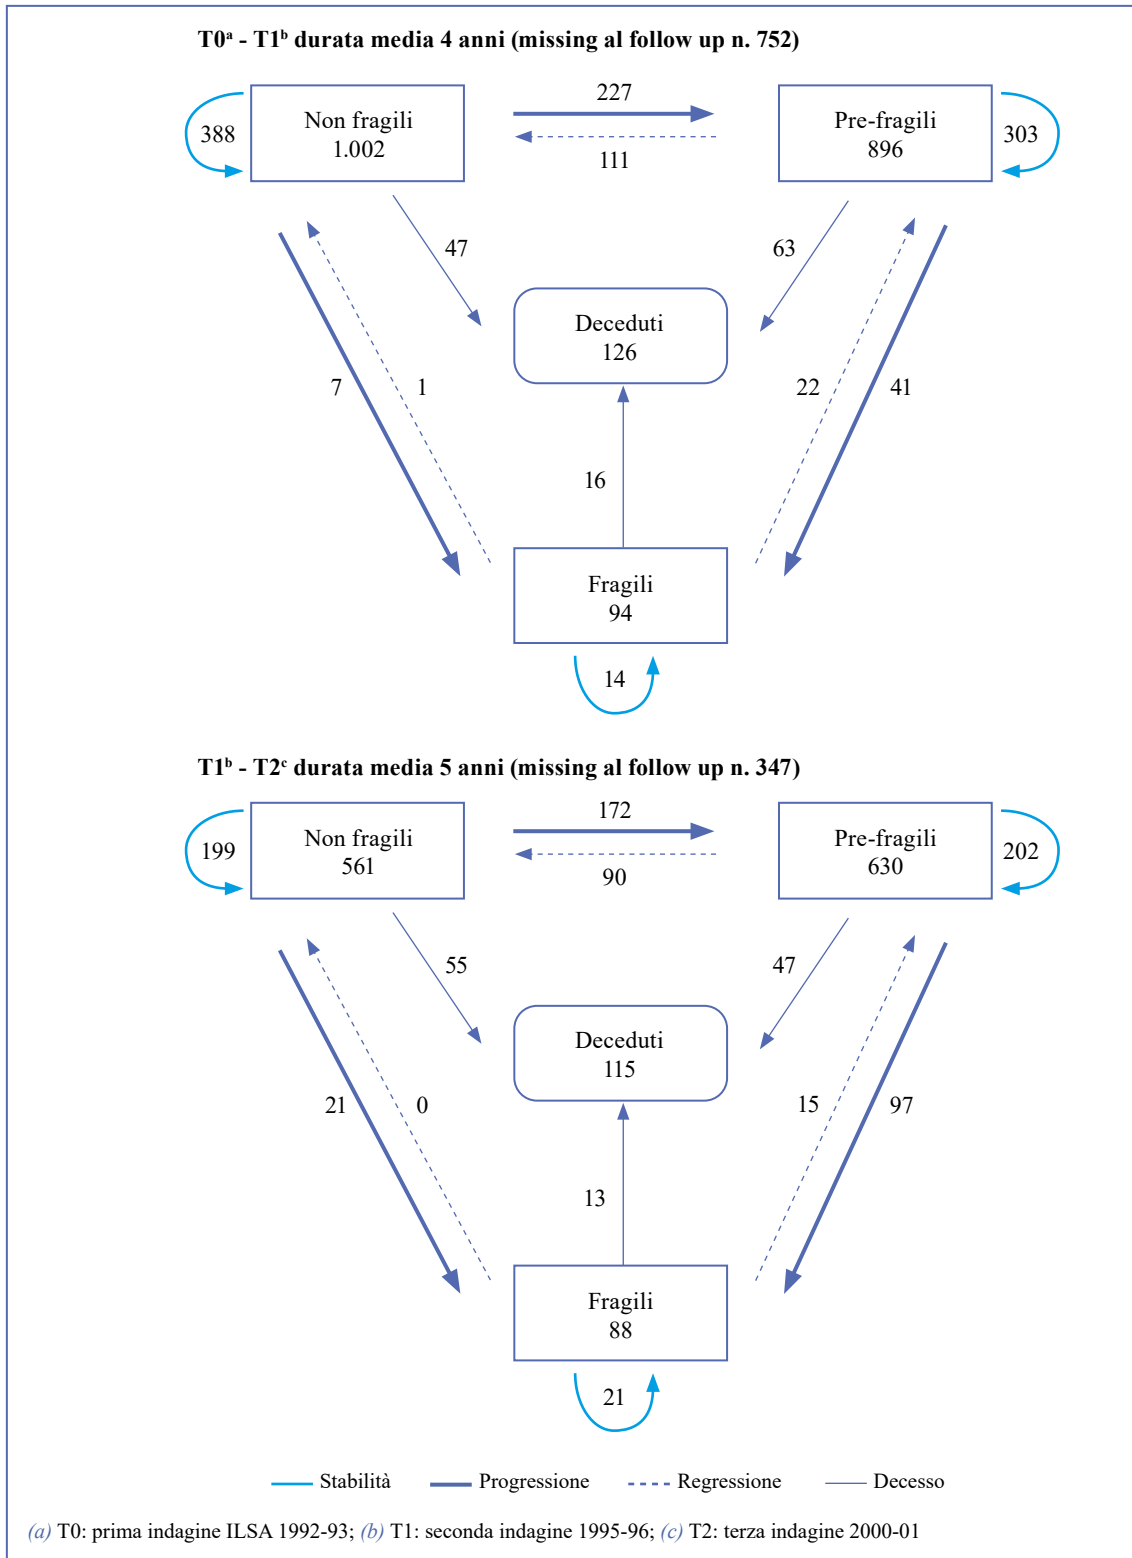 T0ᵃ - T1ᵇ durata media 4 anni (missing al follow up n. 752)
Non fragili
1.002
388
227
111
Pre-fragili
896
303
47
63
Deceduti
126
7
1
22
41
16
Fragili
94
14
T1ᵇ - T2ᶜ durata media 5 anni (missing al follow up n. 347)
Non fragili
561
199
172
90
Pre-fragili
630
202
55
47
Deceduti
115
21
0
15
97
13
Fragili
88
21
Stabilità Progressione Regressione Decesso
(a) T0: prima indagine ILSA 1992-93; (b) T1: seconda indagine 1995-96; (c) T2: terza indagine 2000-01